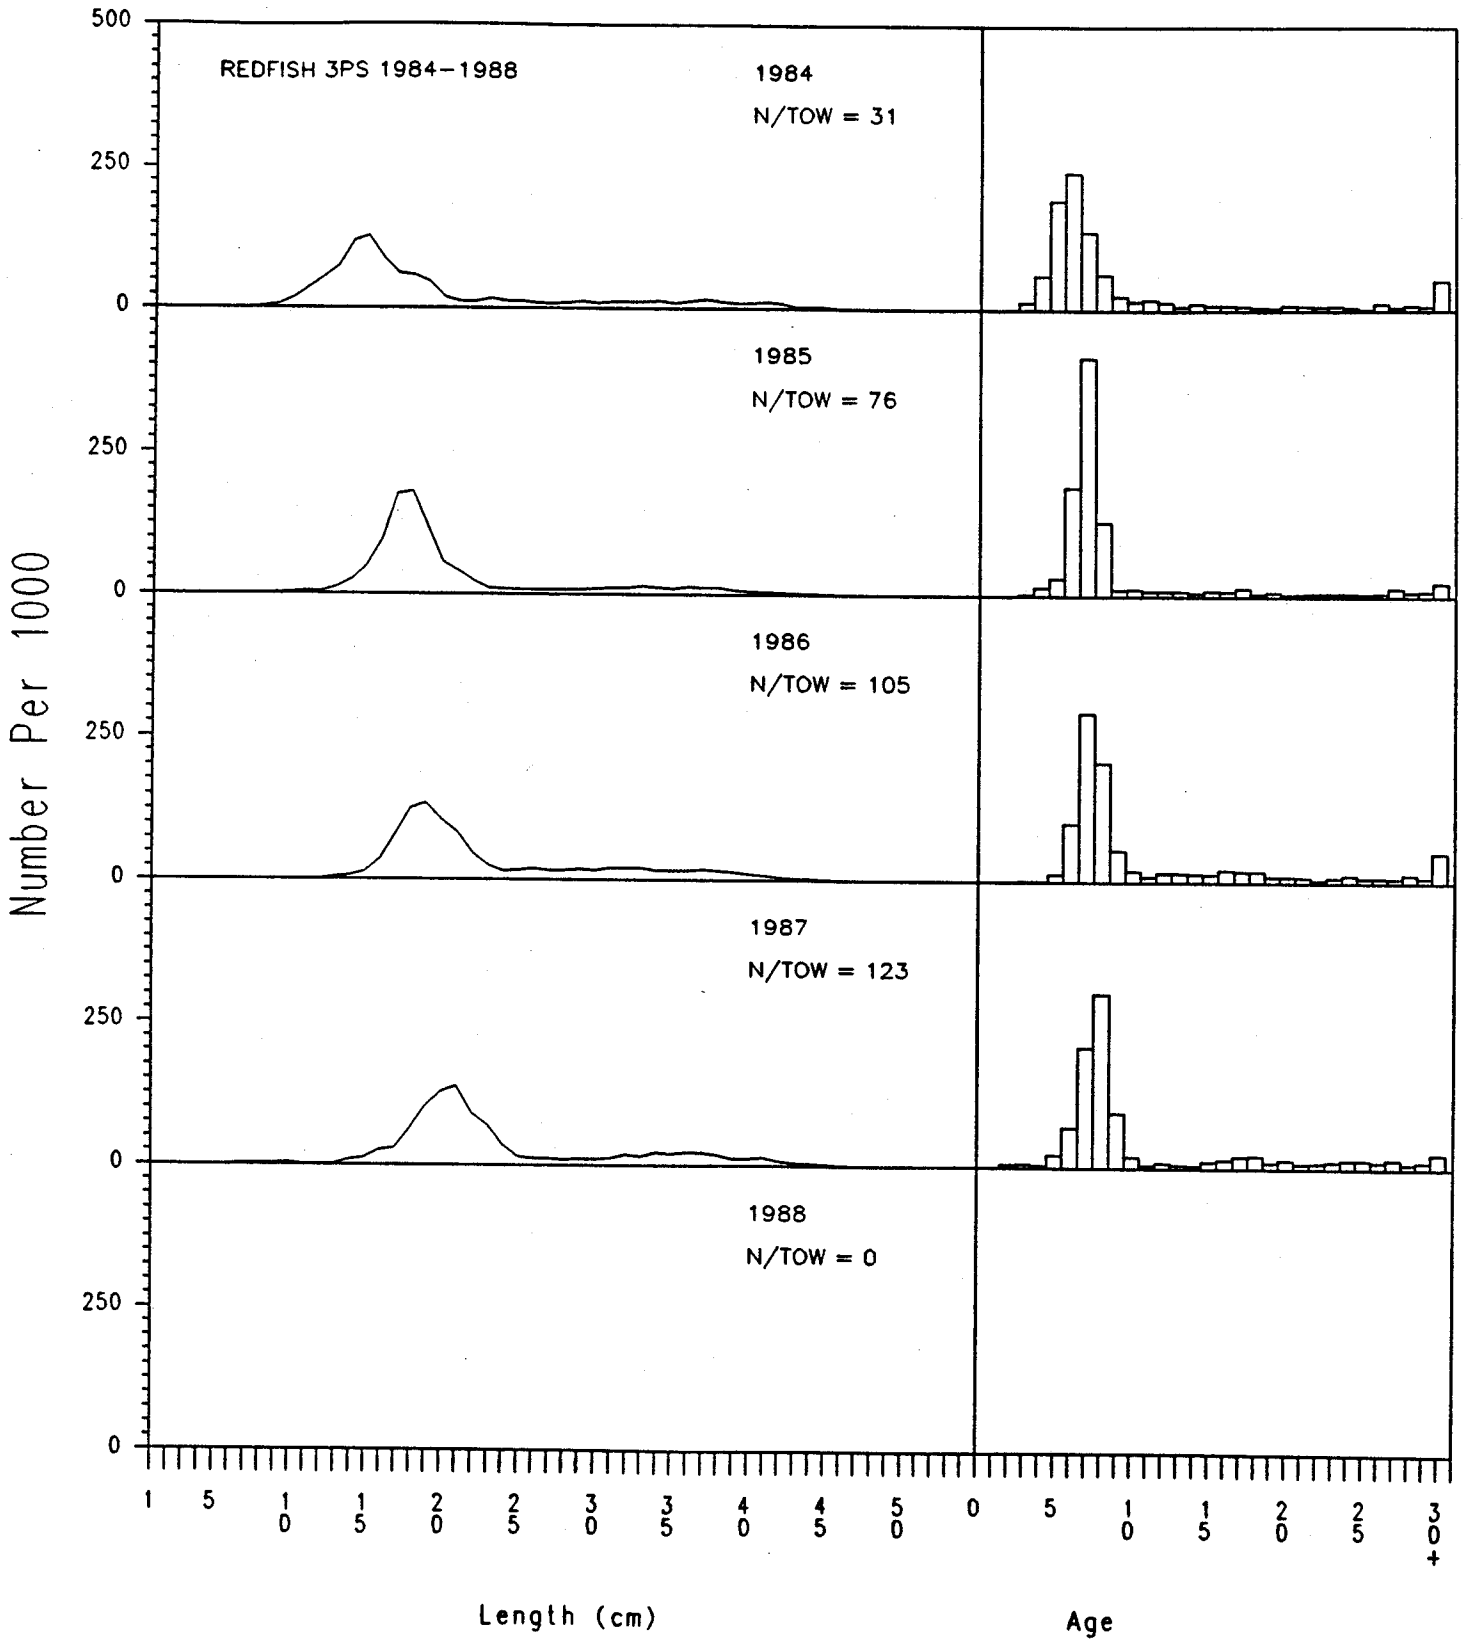 500
REDFISH 3PS 1984-1988
1984
N/TOW = 31
250
0
1985
N/TOW = 76
250
0
1986
N/TOW = 105
250
0
1987
N/TOW = 123
250
0
1988
N/TOW = 0
250
0
Number Per 1000
1 5 10 15 20 25 30 35 40 45 50 0 5 10 15 20 25 30+
Length (cm)
Age